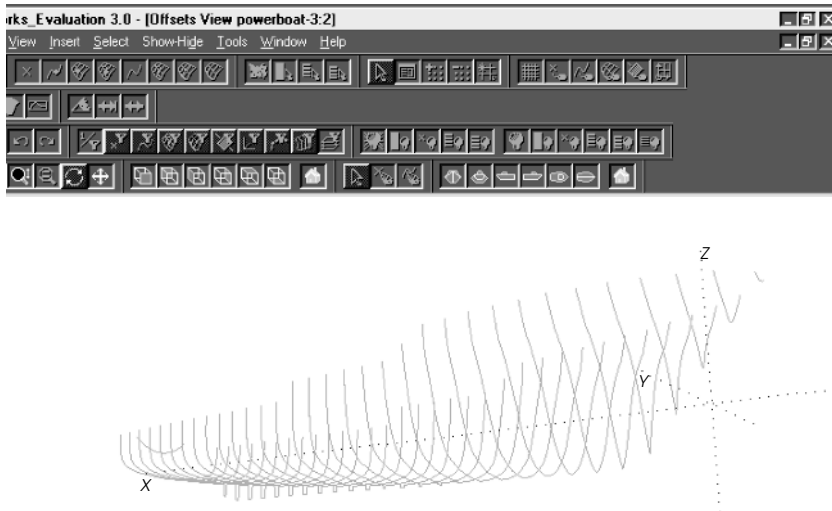 rks_Evaluation 3.0 - [Offsets View powerboat-3:2]
View Insert Select Show-Hide Tools Window Help
Z
Y
X